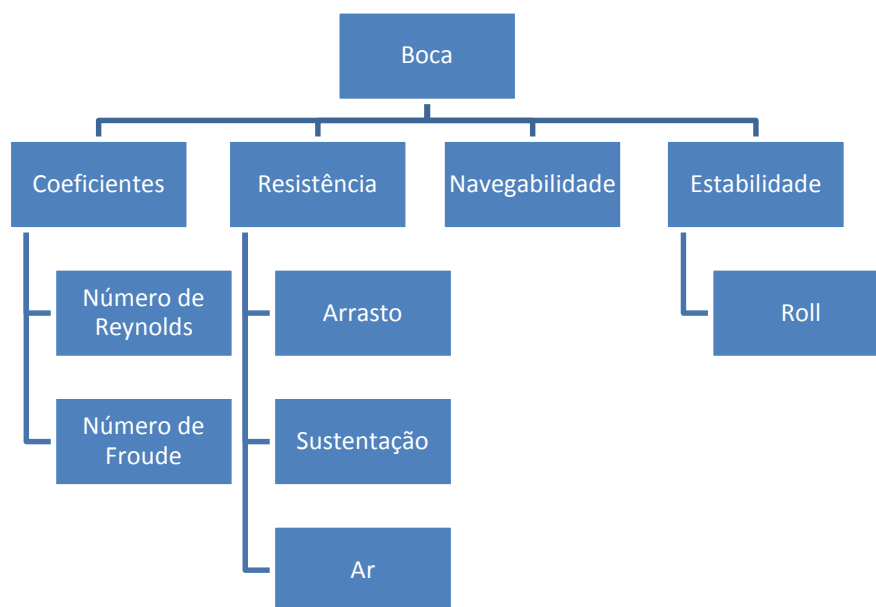 Boca
Coeficientes
Resistência
Navegabilidade
Estabilidade
Número de
Reynolds
Arrasto
Roll
Número de
Froude
Sustentação
Ar